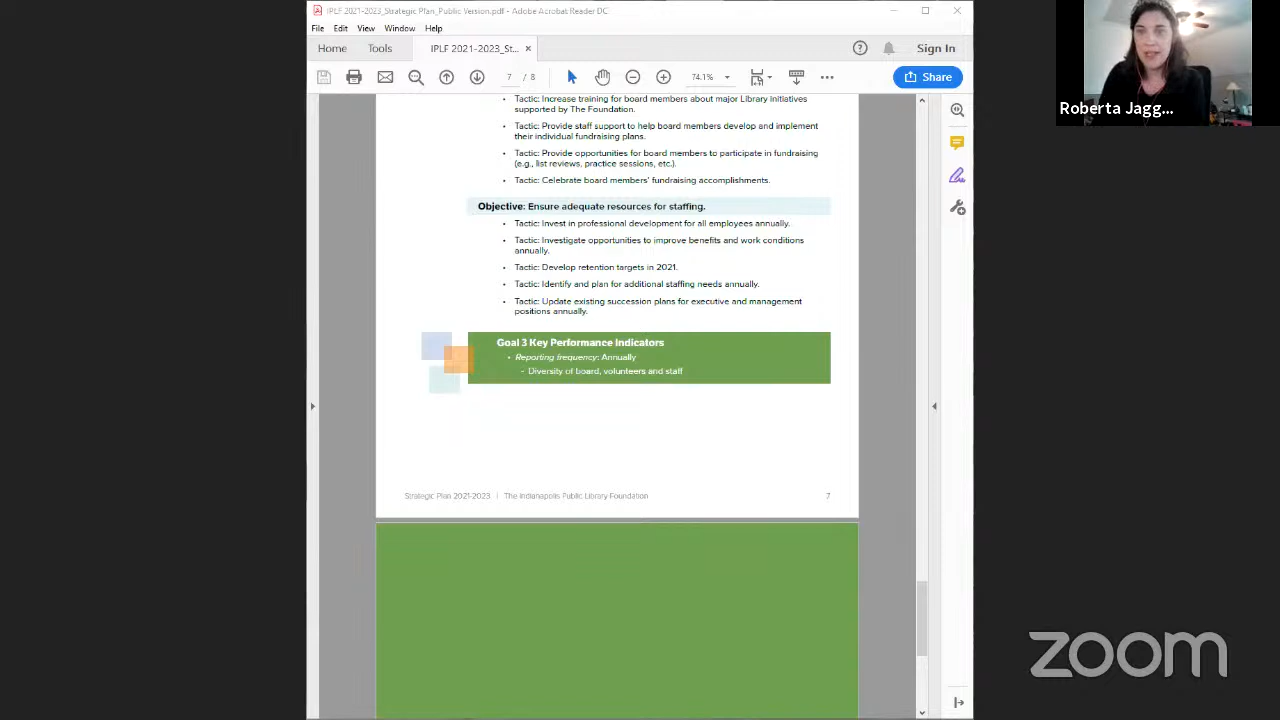 IPLF 2021-2023_Strategic Plan_Public Version.pdf - Adobe Acrobat Reader DC
File Edit View Window Help
Home Tools IPLF 2021-2023_St... × Sign In
7 / 8 74.1% Share
Tactic: Increase training for board members about major Library initiatives
supported by The Foundation.
• Tactic: Provide staff support to help board members develop and implement
their individual fundraising plans.
• Tactic: Provide opportunities for board members to participate in fundraising
(e.g., list reviews, practice sessions, etc.).
• Tactic: Celebrate board members' fundraising accomplishments.
Objective: Ensure adequate resources for staffing.
• Tactic: Invest in professional development for all employees annually.
• Tactic: Investigate opportunities to improve benefits and work conditions
annually.
• Tactic: Develop retention targets in 2021.
• Tactic: Identify and plan for additional staffing needs annually.
• Tactic: Update existing succession plans for executive and management
positions annually.
Goal 3 Key Performance Indicators
• Reporting frequency: Annually
- Diversity of board, volunteers and staff
Strategic Plan 2021-2023 | The Indianapolis Public Library Foundation 7
Roberta Jagg...
zoom